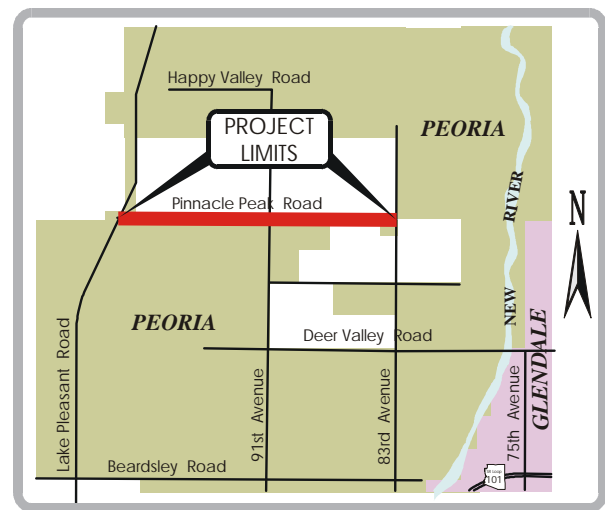 Happy Valley Road
PROJECT
LIMITS
PEORIA
Pinnacle Peak Road
NEW RIVER
N
PEORIA
Deer Valley Road
Lake Pleasant Road
91st Avenue
83rd Avenue
75th Avenue
GLENDALE
Beardsley Road
101